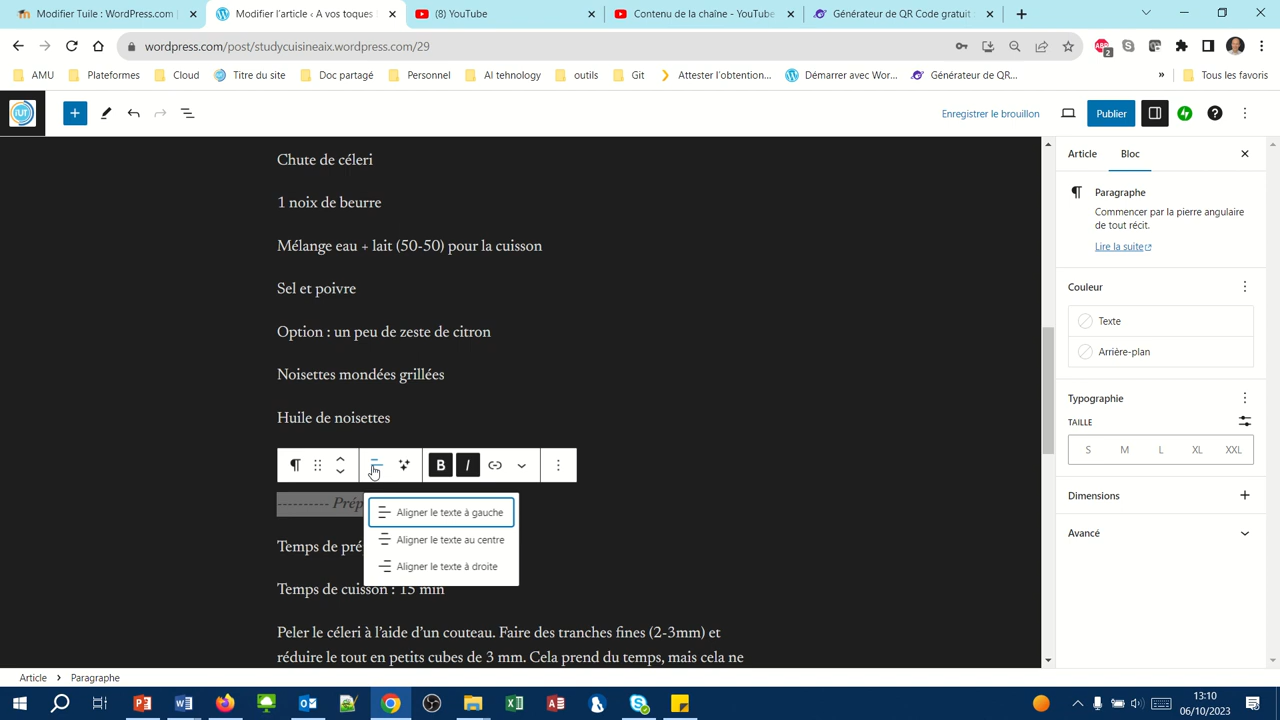 Modifier Tuile : WordPress.com
Modifier l'article « A vos toques !
(8) YouTube
Contenu de la chaîne - YouTube
Générateur de QR Code gratuit :
wordpress.com/post/studycuisineaix.wordpress.com/29
ABP
2
AMU
Plateformes
Cloud
Titre du site
Doc partagé
Personnel
AI tehnology
outils
Git
Attester l'obtention...
Démarrer avec Wor...
Générateur de QR...
»
Tous les favoris
iUT
Enregistrer le brouillon
Publier
Chute de céleri
1 noix de beurre
Mélange eau + lait (50-50) pour la cuisson
Sel et poivre
Option : un peu de zeste de citron
Noisettes mondées grillées
Huile de noisettes
B I
--------- Prép
Aligner le texte à gauche
Aligner le texte au centre
Aligner le texte à droite
Temps de pré
Temps de cuisson : 15 min
Peler le céleri à l'aide d'un couteau. Faire des tranches fines (2-3mm) et
réduire le tout en petits cubes de 3 mm. Cela prend du temps, mais cela ne
Article
Bloc
Paragraphe
Commencer par la pierre angulaire
de tout récit.
Lire la suite
Couleur
Texte
Arrière-plan
Typographie
TAILLE
S M L XL XXL
Dimensions
Avancé
Article › Paragraphe
13:10
06/10/2023